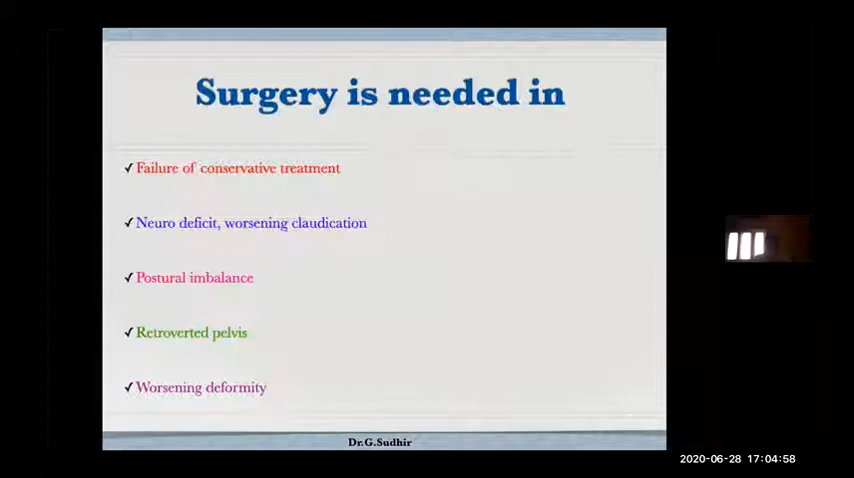 Surgery is needed in
✓ Failure of conservative treatment
✓ Neuro deficit, worsening claudication
✓ Postural imbalance
✓ Retroverted pelvis
✓ Worsening deformity
Dr.G.Sudhir
2020-06-28 17:04:58